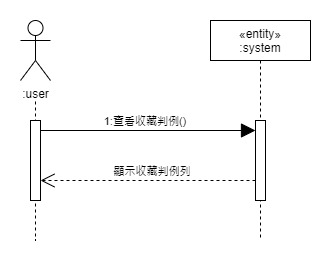 «entity»
:system
:user
1:查看收藏判例()
顯示收藏判例列